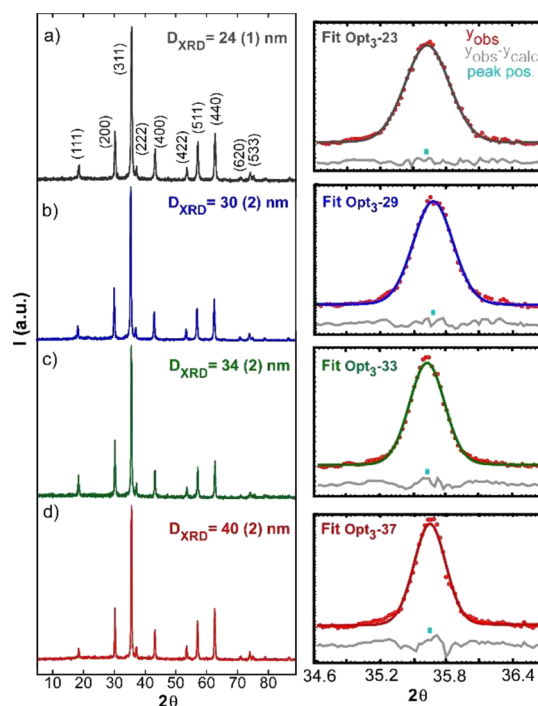 a)
D_XRD = 24 (1) nm
(111)
(200)
(311)
(222)
(400)
(422)
(511)
(440)
(620)
(533)
b)
D_XRD = 30 (2) nm
c)
D_XRD = 34 (2) nm
d)
D_XRD = 40 (2) nm
I (a.u.)
10 20 30 40 50 60 70 80
2θ
Fit Opt₃-23
y_obs
y_obs-y_calc
peak pos.
Fit Opt₃-29
Fit Opt₃-33
Fit Opt₃-37
34.6 35.2 35.8 36.4
2θ